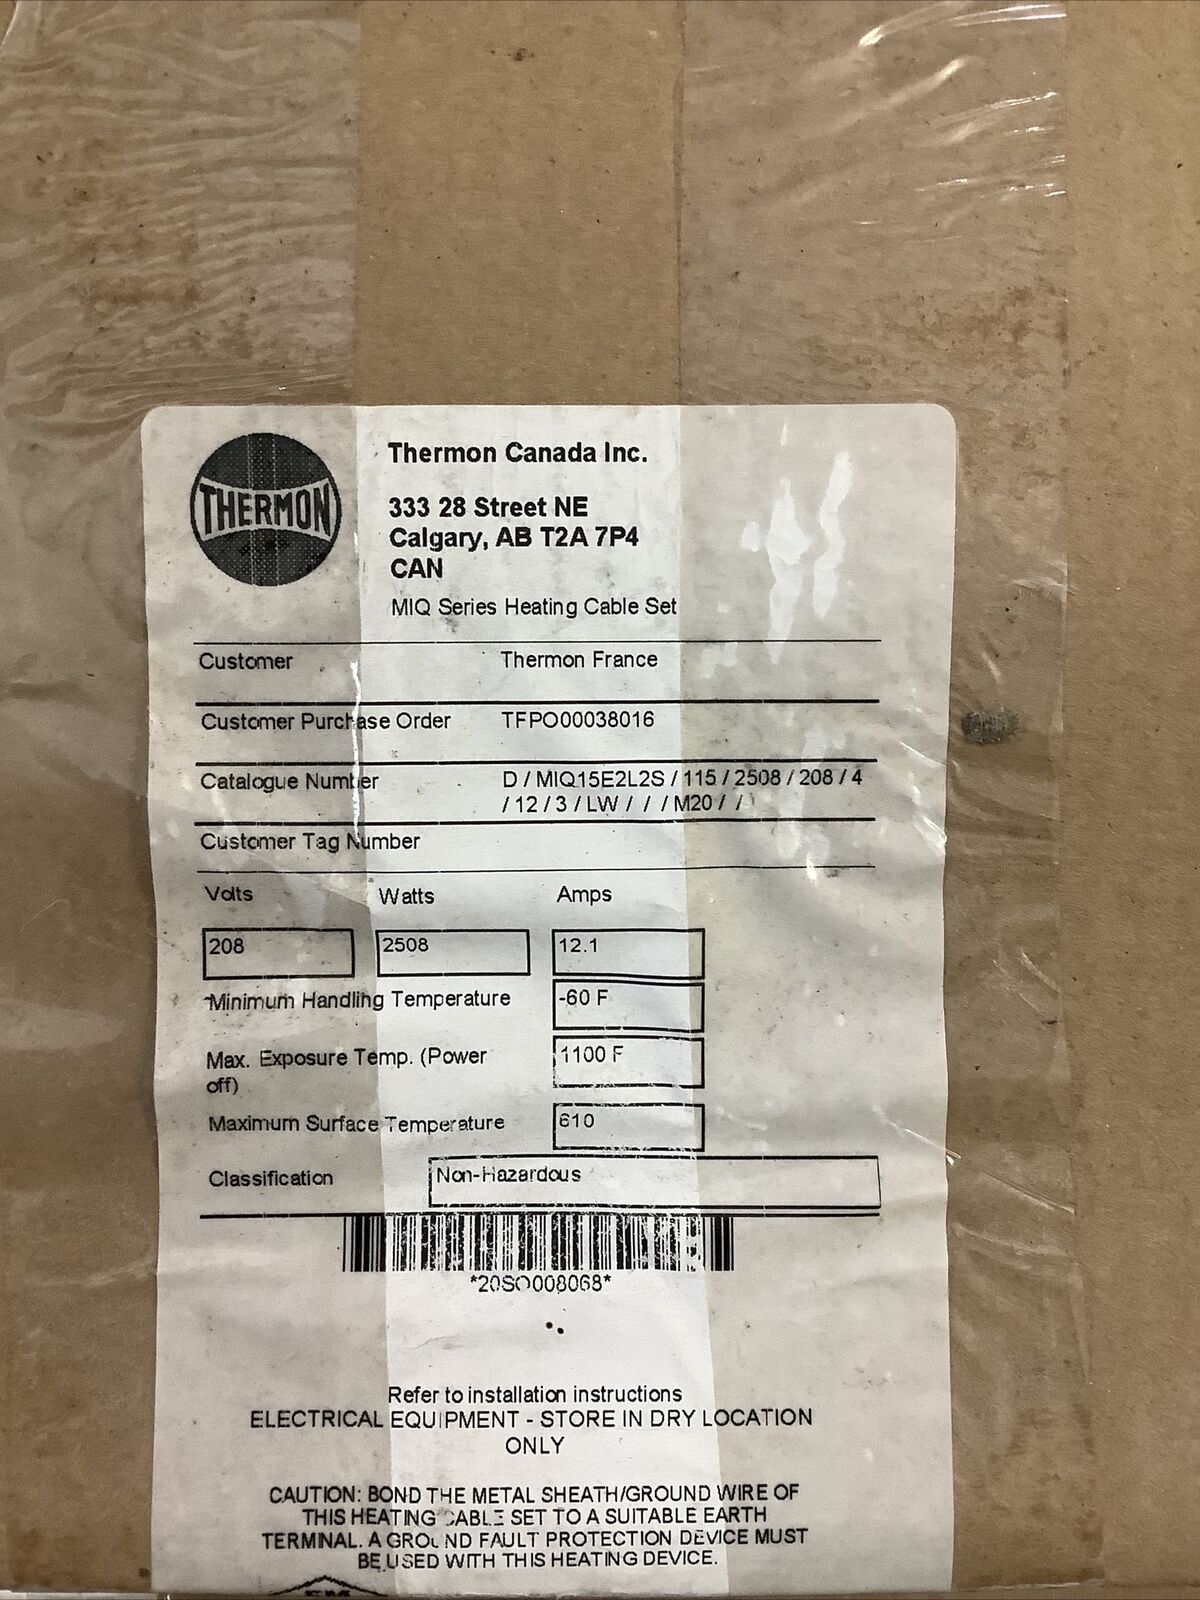 THERMON
Thermon Canada Inc.
333 28 Street NE
Calgary, AB T2A 7P4
CAN
MIQ Series Heating Cable Set
Customer Thermon France
Customer Purchase Order TFPO00038016
Catalogue Number D / MIQ15E2L2S / 115 / 2508 / 208 / 4
/ 12 / 3 / LW / / / M20 / /
Customer Tag Number
Volts Watts Amps
208 2508 12.1
Minimum Handling Temperature -60 F
Max. Exposure Temp. (Power 1100 F
off)
Maximum Surface Temperature 610
Classification Non-Hazardous
*20SO008068*
Refer to installation instructions
ELECTRICAL EQUIPMENT - STORE IN DRY LOCATION
ONLY
CAUTION: BOND THE METAL SHEATH/GROUND WIRE OF
THIS HEATING CABLE SET TO A SUITABLE EARTH
TERMINAL. A GROUND FAULT PROTECTION DEVICE MUST
BE USED WITH THIS HEATING DEVICE.